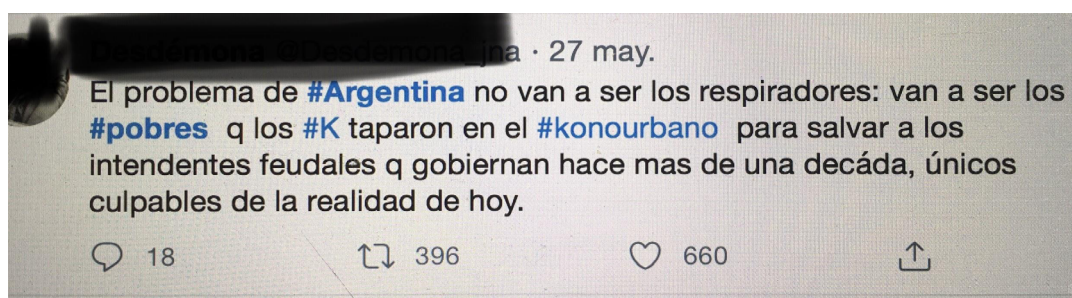 · 27 may.
El problema de #Argentina no van a ser los respiradores: van a ser los
#pobres q los #K taparon en el #konourbano para salvar a los
intendentes feudales q gobiernan hace mas de una decáda, únicos
culpables de la realidad de hoy.
18 396 660